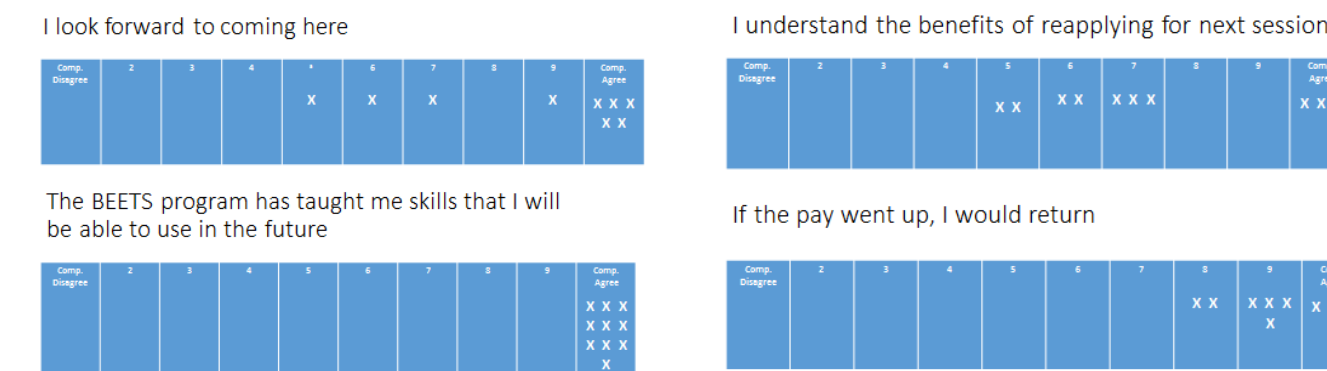 I look forward to coming here
Comp. Disagree 2 3 4 * 6 7 8 9 Comp. Agree
X X X X X X X
X X
The BEETS program has taught me skills that I will
be able to use in the future
Comp. Disagree 2 3 4 5 6 7 8 9 Comp. Agree
X X X
X X X
X X X
X
I understand the benefits of reapplying for next session
Comp. Disagree 2 3 4 5 6 7 8 9
X X X X X X X X X
If the pay went up, I would return
Comp. Disagree 2 3 4 5 6 7 8 9
X X X X X X
X